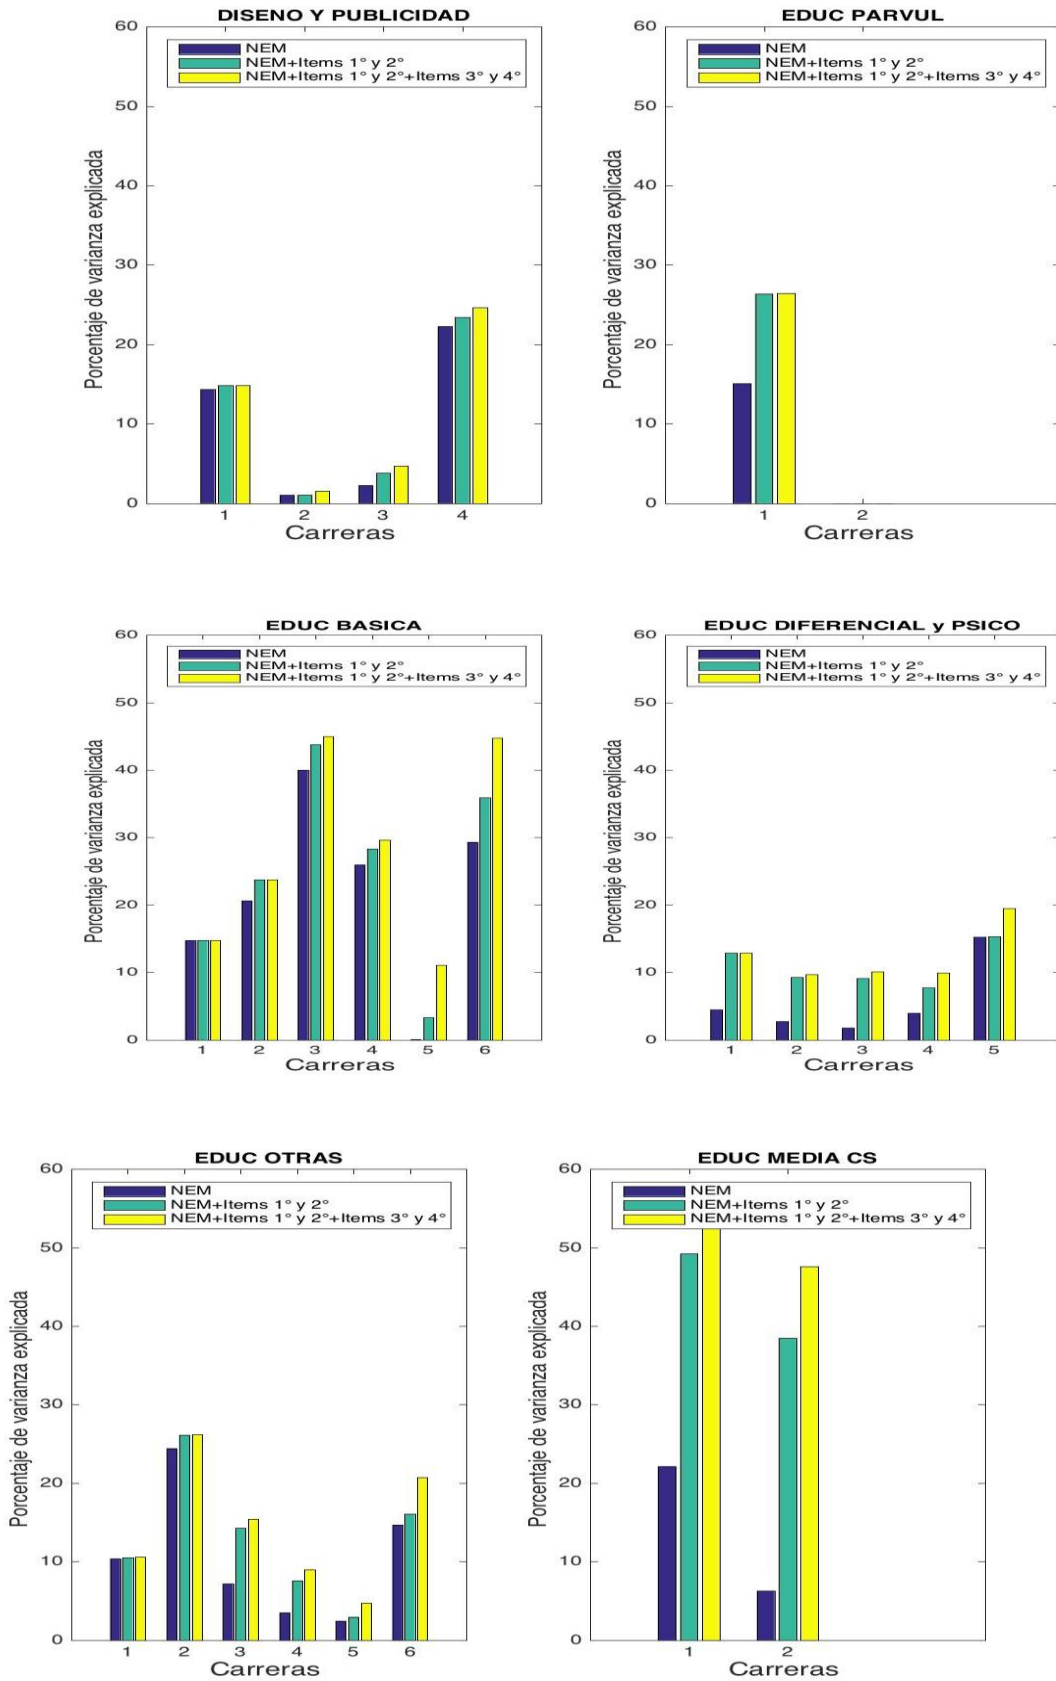 DISENO Y PUBLICIDAD
60
50
40
30
20
10
0
Porcentaje de varianza explicada
NEM
NEM+Items 1° y 2°
NEM+Items 1° y 2°+Items 3° y 4°
1 2 3 4
Carreras
EDUC PARVUL
60
50
40
30
20
10
0
Porcentaje de varianza explicada
NEM
NEM+Items 1° y 2°
NEM+Items 1° y 2°+Items 3° y 4°
1 2
Carreras
EDUC BASICA
60
50
40
30
20
10
0
Porcentaje de varianza explicada
NEM
NEM+Items 1° y 2°
NEM+Items 1° y 2°+Items 3° y 4°
1 2 3 4 5 6
Carreras
EDUC DIFERENCIAL y PSICO
60
50
40
30
20
10
0
Porcentaje de varianza explicada
NEM
NEM+Items 1° y 2°
NEM+Items 1° y 2°+Items 3° y 4°
1 2 3 4 5
Carreras
EDUC OTRAS
60
50
40
30
20
10
0
Porcentaje de varianza explicada
NEM
NEM+Items 1° y 2°
NEM+Items 1° y 2°+Items 3° y 4°
1 2 3 4 5 6
Carreras
EDUC MEDIA CS
60
50
40
30
20
10
0
Porcentaje de varianza explicada
NEM
NEM+Items 1° y 2°
NEM+Items 1° y 2°+Items 3° y 4°
1 2
Carreras